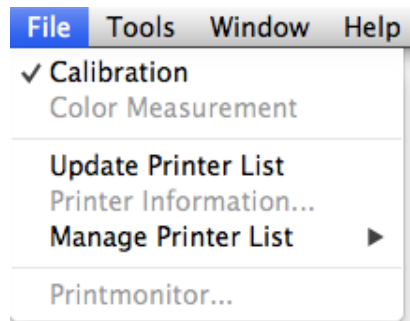 File Tools Window Help
✓ Calibration
Color Measurement
Update Printer List
Printer Information...
Manage Printer List ▶
Printmonitor...